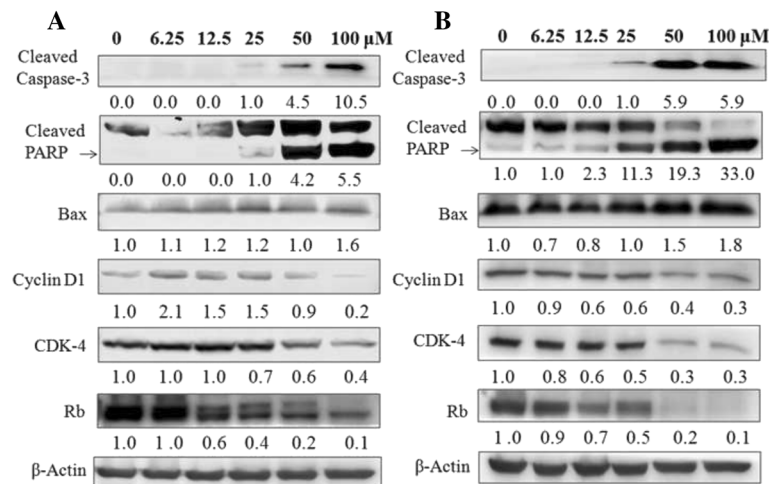 A
0 6.25 12.5 25 50 100 µM
Cleaved
Caspase-3
0.0 0.0 0.0 1.0 4.5 10.5
Cleaved
PARP →
0.0 0.0 0.0 1.0 4.2 5.5
Bax
1.0 1.1 1.2 1.2 1.0 1.6
Cyclin D1
1.0 2.1 1.5 1.5 0.9 0.2
CDK-4
1.0 1.0 1.0 0.7 0.6 0.4
Rb
1.0 1.0 0.6 0.4 0.2 0.1
β-Actin
B
0 6.25 12.5 25 50 100 µM
Cleaved
Caspase-3
0.0 0.0 0.0 1.0 5.9 5.9
Cleaved
PARP →
1.0 1.0 2.3 11.3 19.3 33.0
Bax
1.0 0.7 0.8 1.0 1.5 1.8
Cyclin D1
1.0 0.9 0.6 0.6 0.4 0.3
CDK-4
1.0 0.8 0.6 0.5 0.3 0.3
Rb
1.0 0.9 0.7 0.5 0.2 0.1
β-Actin